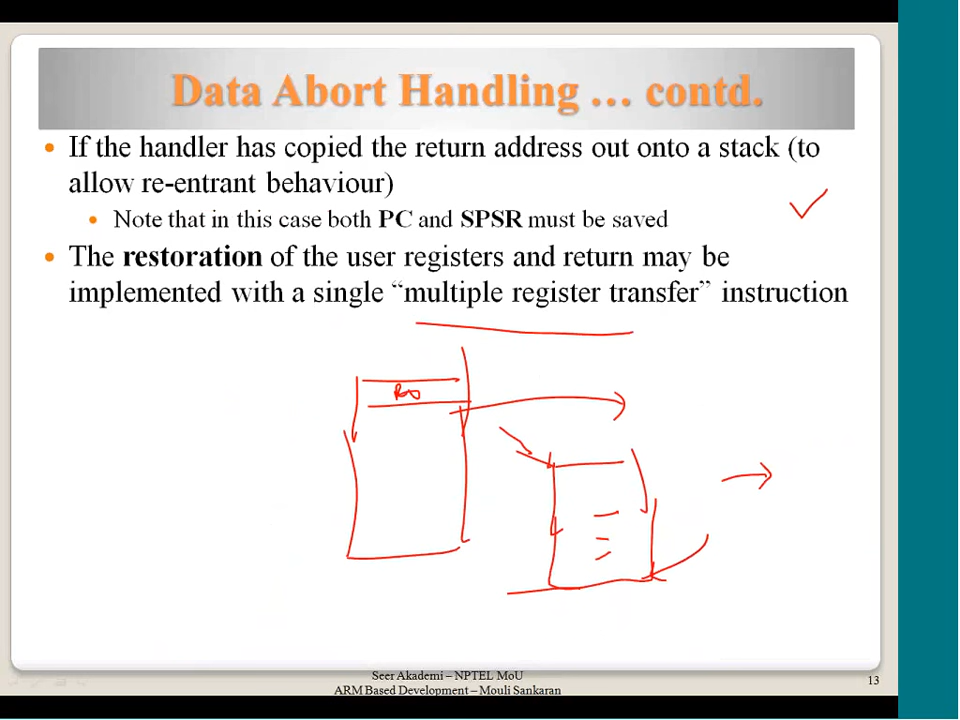 Data Abort Handling … contd.
If the handler has copied the return address out onto a stack (to
allow re-entrant behaviour)
Note that in this case both PC and SPSR must be saved
The restoration of the user registers and return may be
implemented with a single “multiple register transfer” instruction
Seer Akademi – NPTEL MoU
ARM Based Development – Mouli Sankaran
13